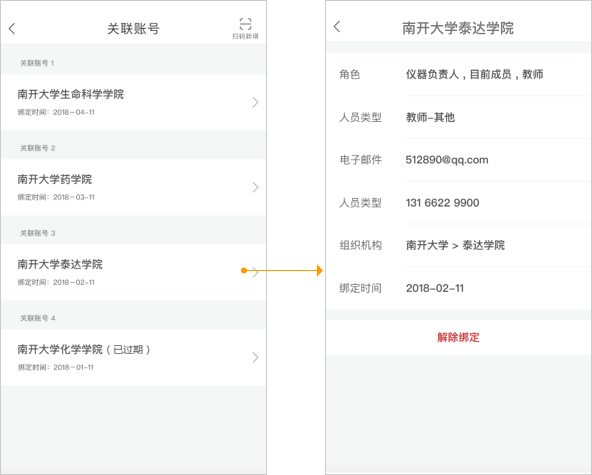 关联账号
扫码新增
关联账号 1
南开大学生命科学学院
绑定时间：2018-04-11
关联账号 2
南开大学药学院
绑定时间：2018-03-11
关联账号 3
南开大学泰达学院
绑定时间：2018-02-11
关联账号 4
南开大学化学学院（已过期）
绑定时间：2018-01-11
南开大学泰达学院
角色 仪器负责人，目前成员，教师
人员类型 教师-其他
电子邮件 512890@qq.com
人员类型 131 6622 9900
组织机构 南开大学 > 泰达学院
绑定时间 2018-02-11
解除绑定